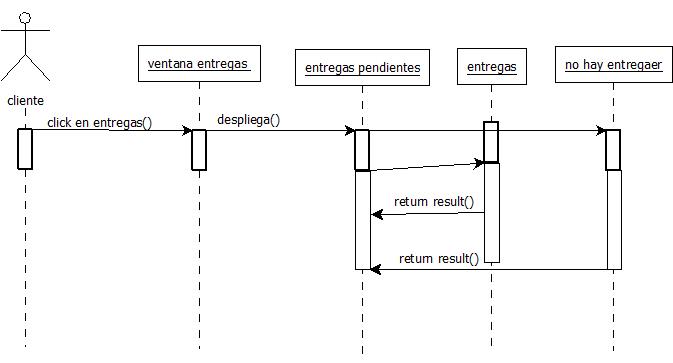 ventana entregas
entregas pendientes
entregas
no hay entregaer
cliente
click en entregas()
despliega()
return result()
return result()